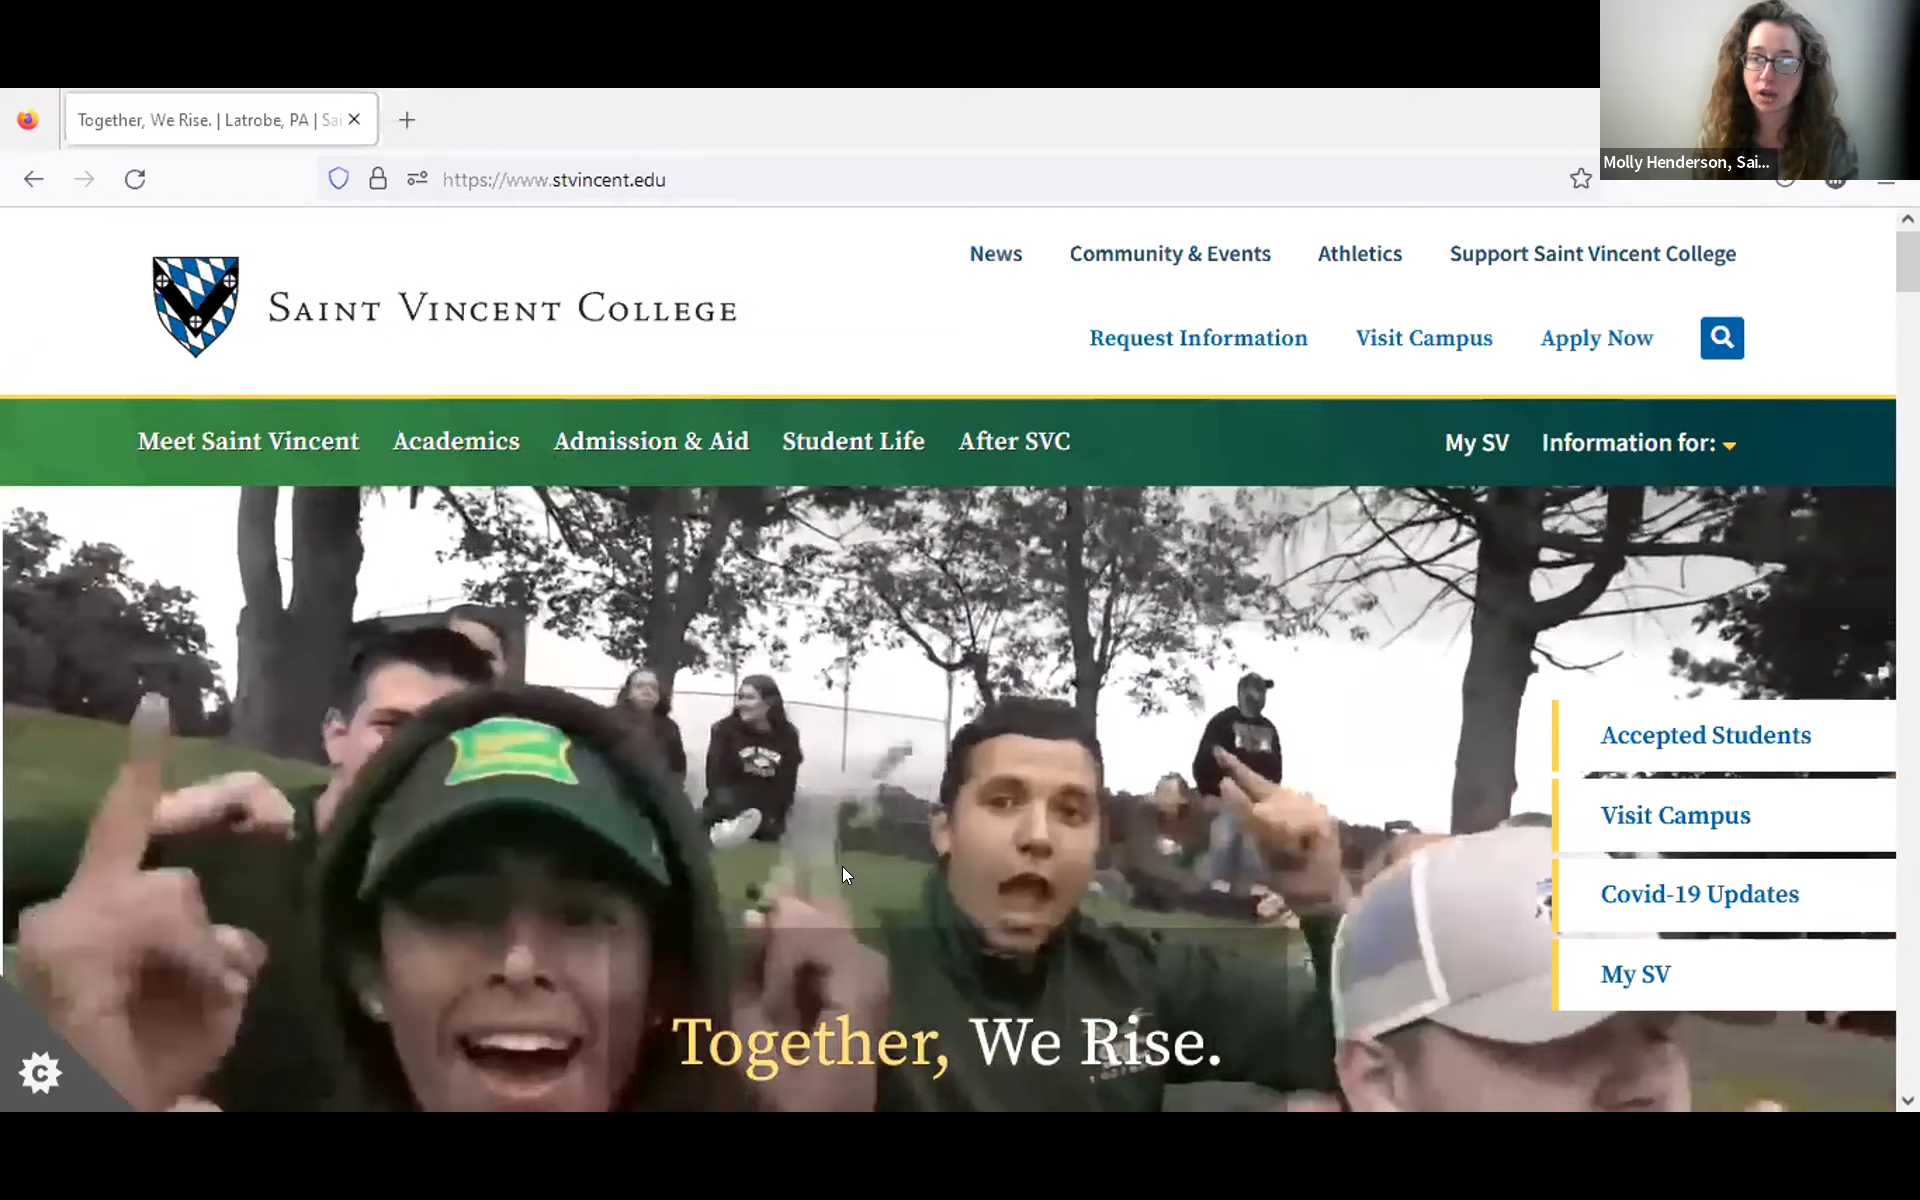 Together, We Rise. | Latrobe, PA | Sai
Molly Henderson, Sai...
https://www.stvincent.edu
News Community & Events Athletics Support Saint Vincent College
SAINT VINCENT COLLEGE
Request Information Visit Campus Apply Now
Meet Saint Vincent Academics Admission & Aid Student Life After SVC My SV Information for:
Accepted Students
Visit Campus
Covid-19 Updates
My SV
Together, We Rise.
C